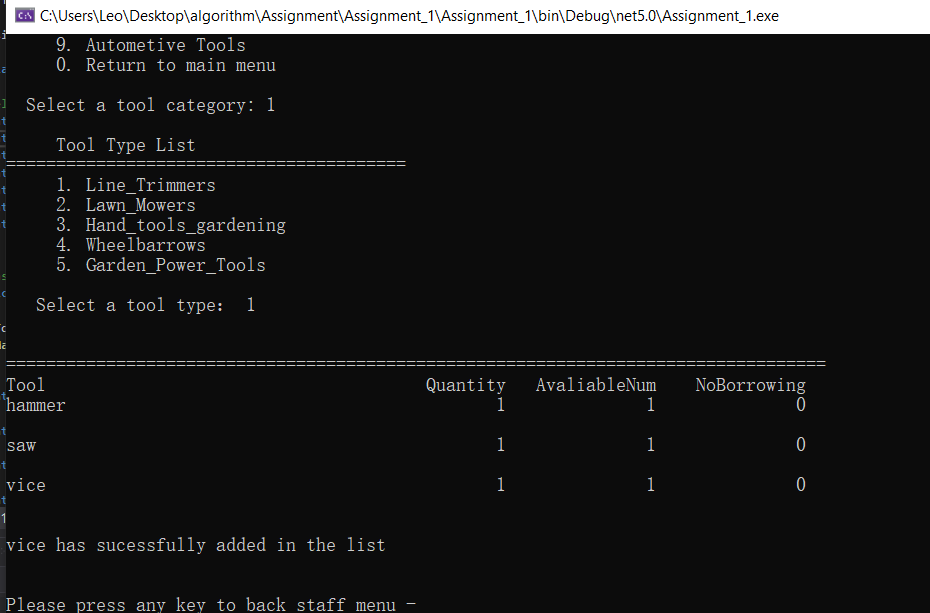 C:\Users\Leo\Desktop\algorithm\Assignment\Assignment_1\Assignment_1\bin\Debug\net5.0\Assignment_1.exe
9. Autometive Tools
0. Return to main menu
Select a tool category: 1
Tool Type List
========================================
1. Line_Trimmers
2. Lawn_Mowers
3. Hand_tools_gardening
4. Wheelbarrows
5. Garden_Power_Tools
Select a tool type: 1
==================================================================================
Tool Quantity AvaliableNum NoBorrowing
hammer 1 1 0
saw 1 1 0
vice 1 1 0
vice has sucessfully added in the list
Please press any key to back staff menu